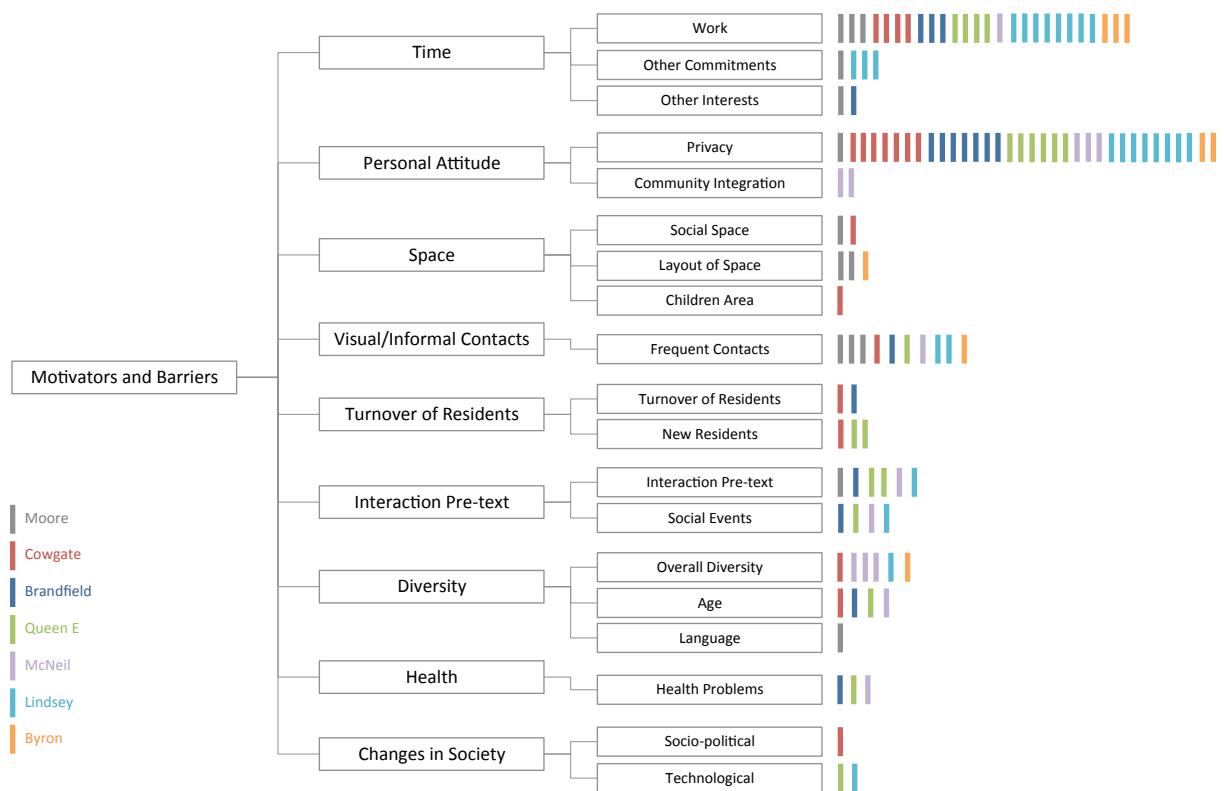 Motivators and Barriers
Time
Work
Other Commitments
Other Interests
Personal Attitude
Privacy
Community Integration
Space
Social Space
Layout of Space
Children Area
Visual/Informal Contacts
Frequent Contacts
Turnover of Residents
Turnover of Residents
New Residents
Interaction Pre-text
Interaction Pre-text
Social Events
Diversity
Overall Diversity
Age
Language
Health
Health Problems
Changes in Society
Socio-political
Technological
Moore
Cowgate
Brandfield
Queen E
McNeil
Lindsey
Byron